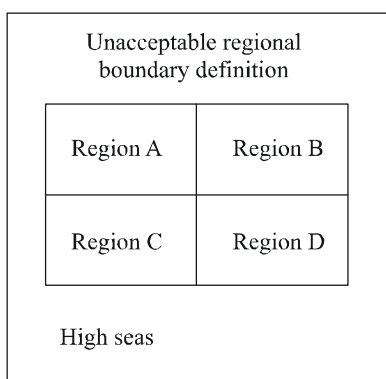 Unacceptable regional
boundary definition
Region A
Region B
Region C
Region D
High seas